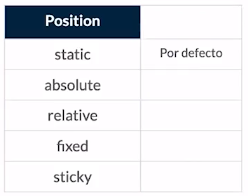 Position
static Por defecto
absolute
relative
fixed
sticky